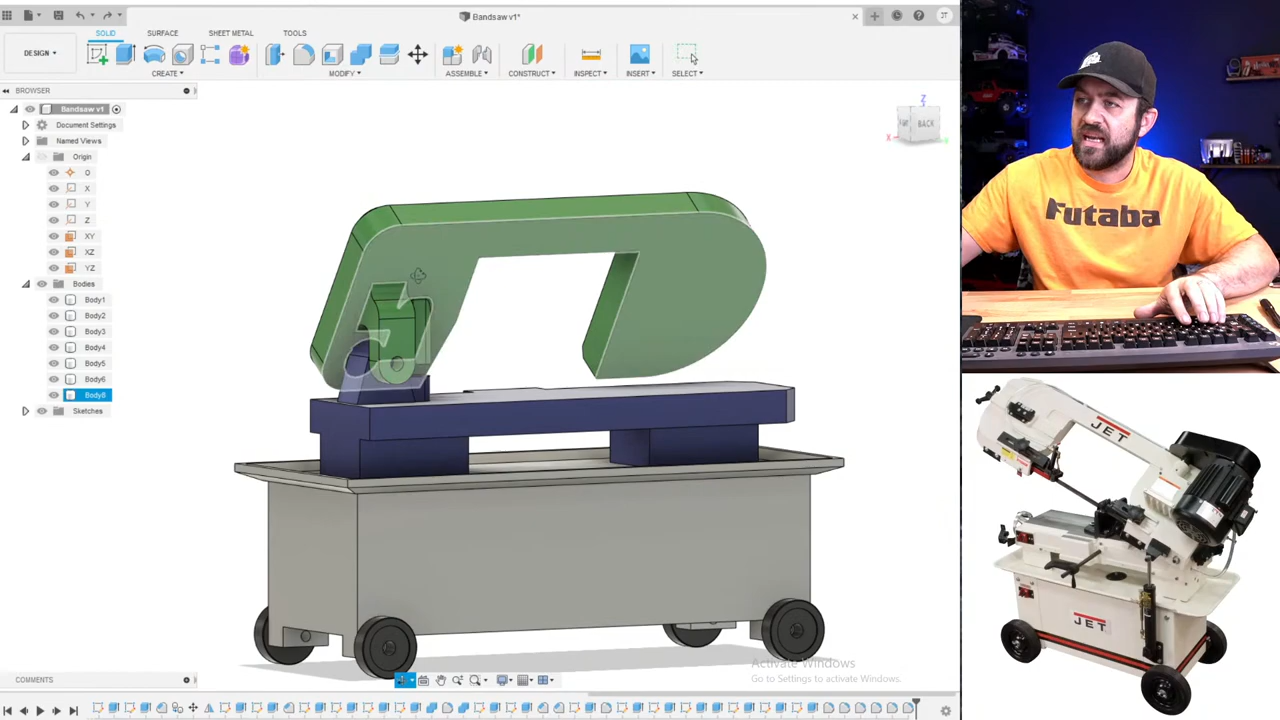 Bandsaw v1*
JT
DESIGN
SOLID
SURFACE
SHEET METAL
TOOLS
CREATE
MODIFY
ASSEMBLE
CONSTRUCT
INSPECT
INSERT
SELECT
BROWSER
Bandsaw v1
Document Settings
Named Views
Origin
O
X
Y
Z
XY
XZ
YZ
Bodies
Body1
Body2
Body3
Body4
Body5
Body6
Body8
Sketches
Z
BACK
X
Futaba
JET
JET
Activate Windows
Go to Settings to activate Windows.
COMMENTS